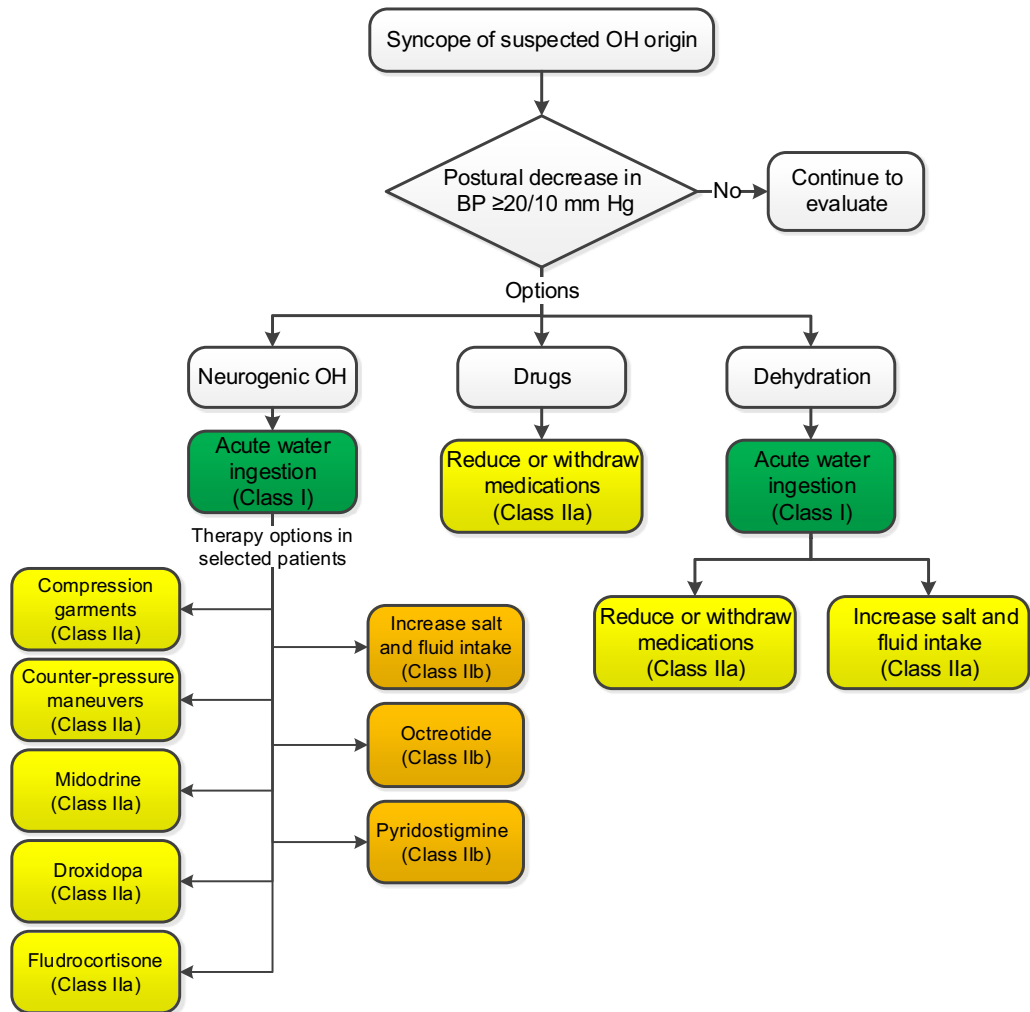 Syncope of suspected OH origin
Postural decrease in
BP ≥20/10 mm Hg
No
Continue to
evaluate
Options
Neurogenic OH
Drugs
Dehydration
Acute water
ingestion
(Class I)
Reduce or withdraw
medications
(Class IIa)
Acute water
ingestion
(Class I)
Therapy options in
selected patients
Compression
garments
(Class IIa)
Increase salt
and fluid intake
(Class IIb)
Reduce or withdraw
medications
(Class IIa)
Increase salt and
fluid intake
(Class IIa)
Counter-pressure
maneuvers
(Class IIa)
Octreotide
(Class IIb)
Midodrine
(Class IIa)
Pyridostigmine
(Class IIb)
Droxidopa
(Class IIa)
Fludrocortisone
(Class IIa)